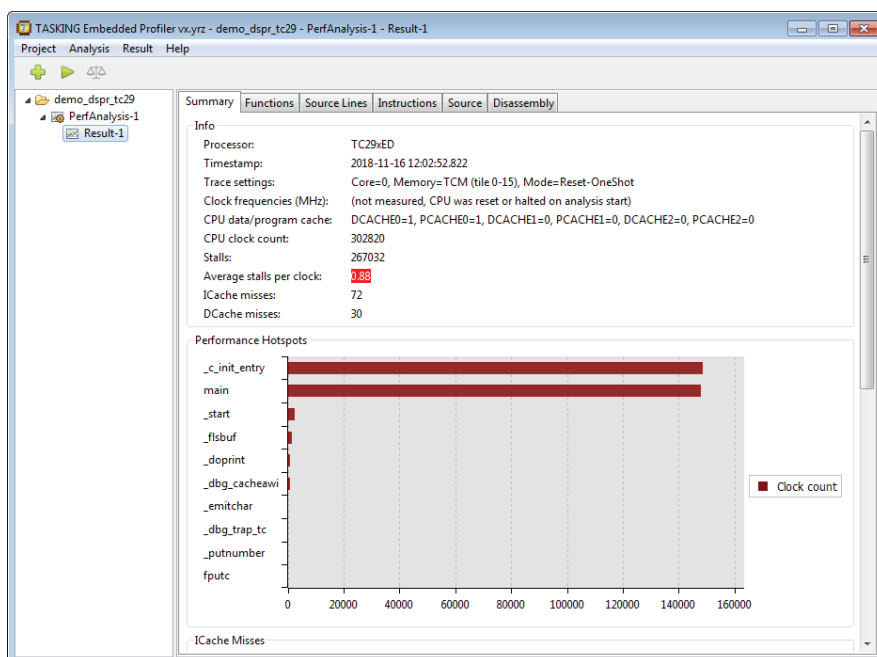 TASKING Embedded Profiler vx.yrz - demo_dspr_tc29 - PerfAnalysis-1 - Result-1
Project Analysis Result Help
demo_dspr_tc29
PerfAnalysis-1
Result-1
Summary Functions Source Lines Instructions Source Disassembly
Info
Processor: TC29xED
Timestamp: 2018-11-16 12:02:52.822
Trace settings: Core=0, Memory=TCM (tile 0-15), Mode=Reset-OneShot
Clock frequencies (MHz): (not measured, CPU was reset or halted on analysis start)
CPU data/program cache: DCACHE0=1, PCACHE0=1, DCACHE1=0, PCACHE1=0, DCACHE2=0, PCACHE2=0
CPU clock count: 302820
Stalls: 267032
Average stalls per clock: 0.88
ICache misses: 72
DCache misses: 30
Performance Hotspots
_c_init_entry
main
_start
_flsbuf
_doprint
_dbg_cacheawi
_emitchar
_dbg_trap_tc
_putnumber
fputc
Clock count
0 20000 40000 60000 80000 100000 120000 140000 160000
ICache Misses